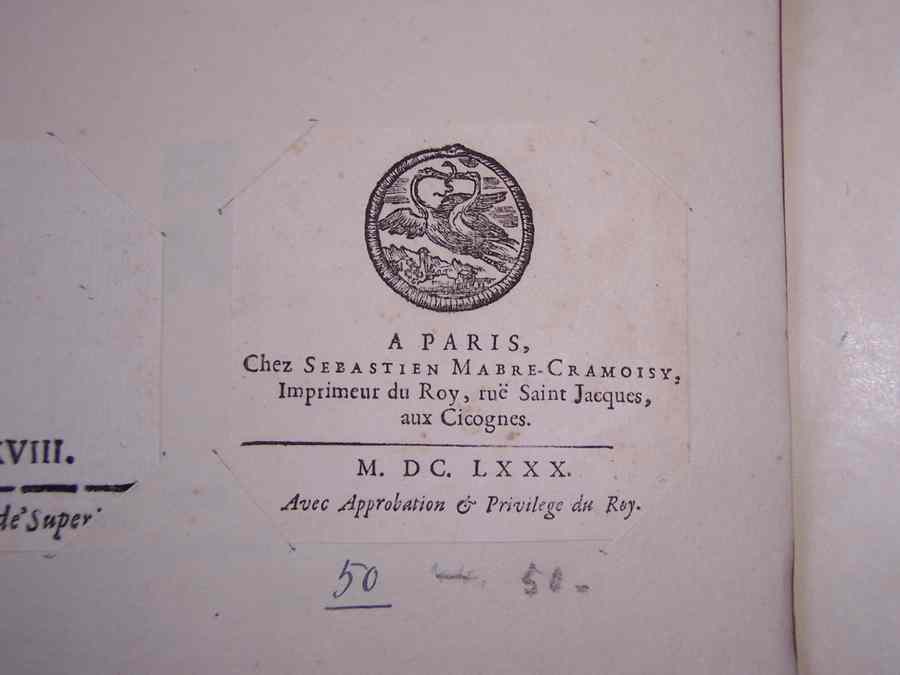 A PARIS,
Chez SEBASTIEN MABRE-CRAMOISY,
Imprimeur du Roy, ruë Saint Jacques,
aux Cicognes.
M. DC. LXXX.
Avec Approbation & Privilege du Roy.
XVIII.
de Super
50
50-